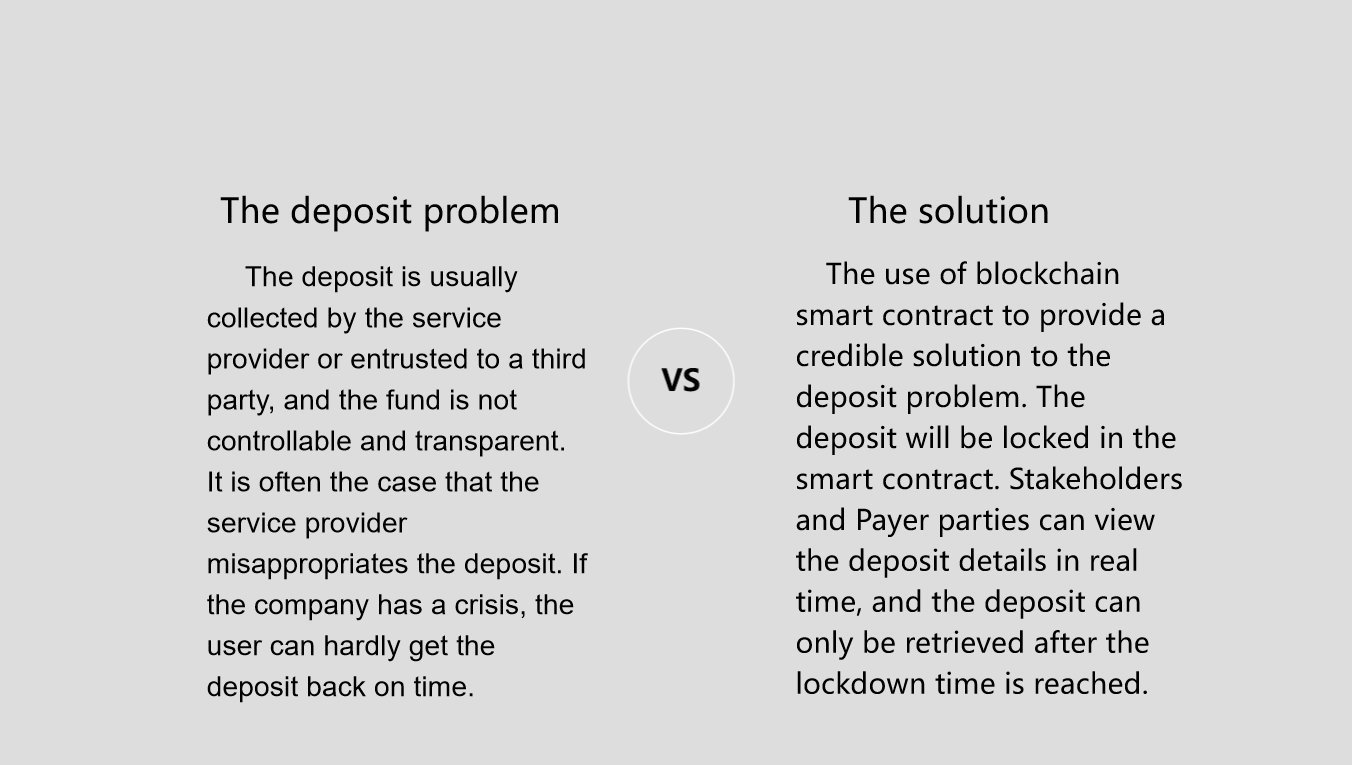 The deposit problem
The deposit is usually
collected by the service
provider or entrusted to a third
party, and the fund is not
controllable and transparent.
It is often the case that the
service provider
misappropriates the deposit. If
the company has a crisis, the
user can hardly get the
deposit back on time.
VS
The solution
The use of blockchain
smart contract to provide a
credible solution to the
deposit problem. The
deposit will be locked in the
smart contract. Stakeholders
and Payer parties can view
the deposit details in real
time, and the deposit can
only be retrieved after the
lockdown time is reached.